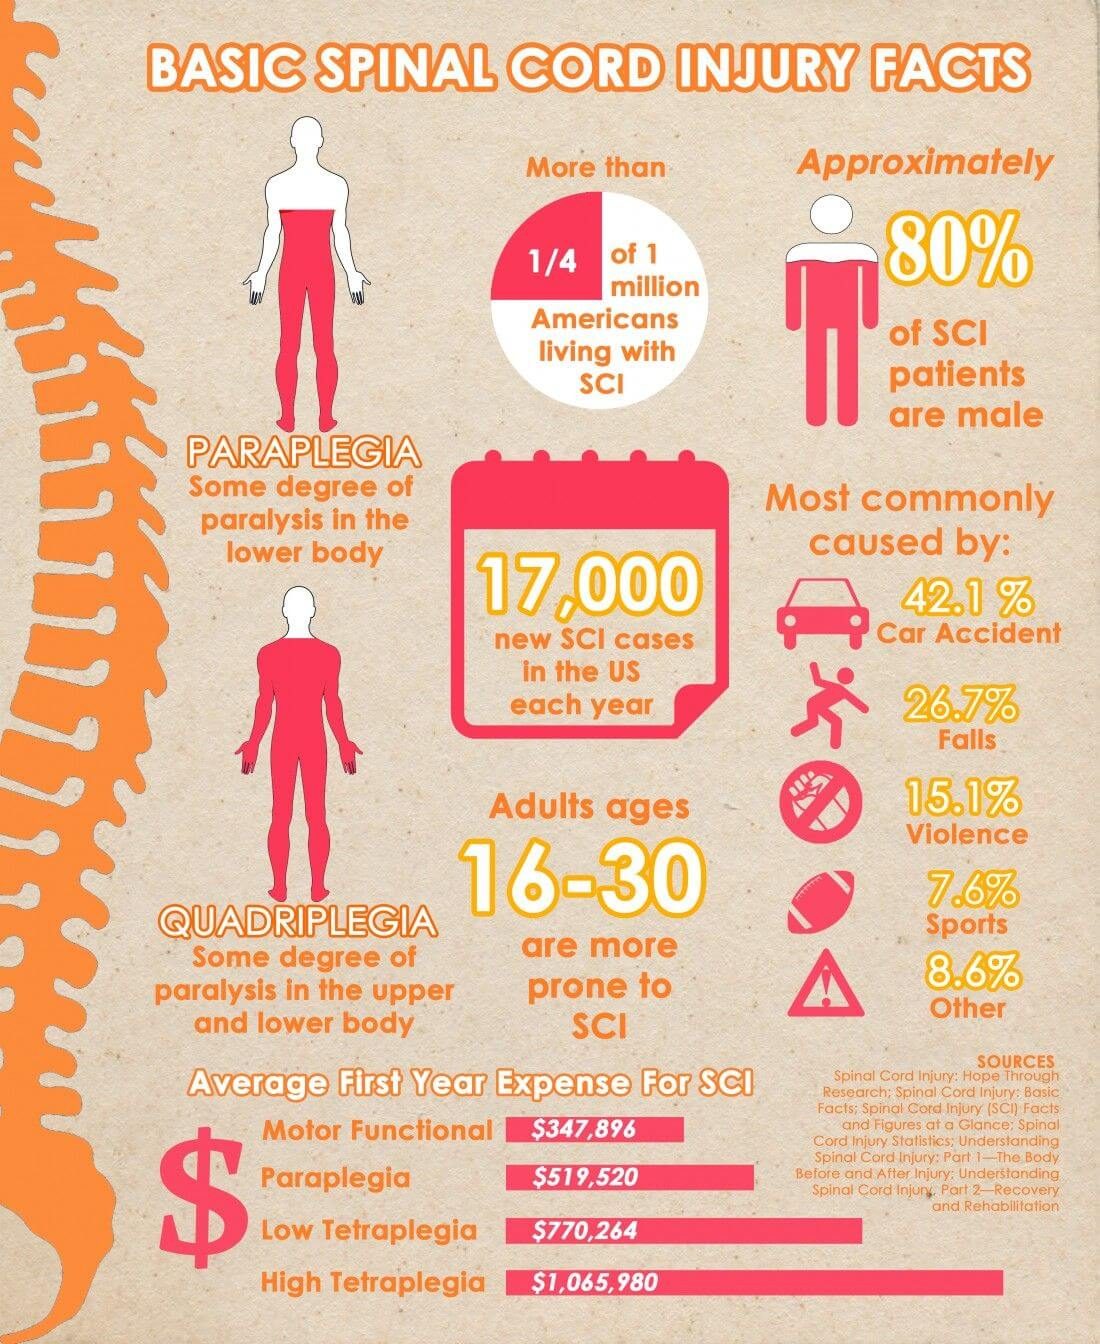 BASIC SPINAL CORD INJURY FACTS
PARAPLEGIA
Some degree of
paralysis in the
lower body
QUADRIPLEGIA
Some degree of
paralysis in the upper
and lower body
More than
1/4 of 1
million
Americans
living with
SCI
17,000
new SCI cases
in the US
each year
Adults ages
16-30
are more
prone to
SCI
Approximately
80%
of SCI
patients
are male
Most commonly
caused by:
42.1 %
Car Accident
26.7%
Falls
15.1%
Violence
7.6%
Sports
8.6%
Other
Average First Year Expense For SCI
$
Motor Functional $347,896
Paraplegia $519,520
Low Tetraplegia $770,264
High Tetraplegia $1,065,980
SOURCES
Spinal Cord Injury: Hope Through
Research; Spinal Cord Injury: Basic
Facts; Spinal Cord Injury (SCI) Facts
and Figures at a Glance; Spinal
Cord Injury Statistics; Understanding
Spinal Cord Injury: Part 1—The Body
Before and After Injury; Understanding
Spinal Cord Injury, Part 2—Recovery
and Rehabilitation